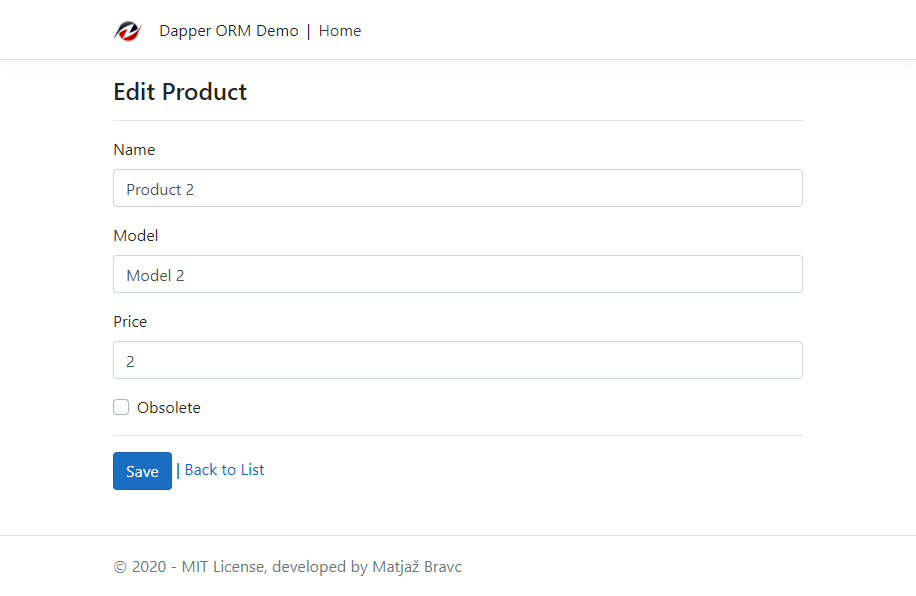 Dapper ORM Demo | Home
Edit Product
Name
Product 2
Model
Model 2
Price
2
Obsolete
Save | Back to List
© 2020 - MIT License, developed by Matjaž Bravc